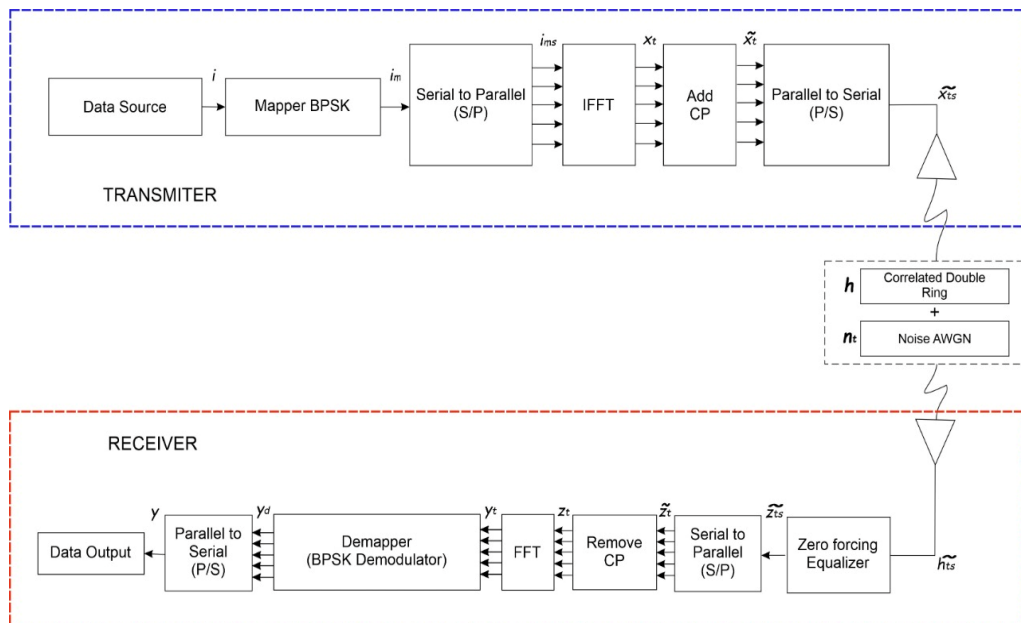 i
i_m
i_ms
x_t
x̃_t
x̃_ts
Data Source
Mapper BPSK
Serial to Parallel
(S/P)
IFFT
Add
CP
Parallel to Serial
(P/S)
TRANSMITER
h
Correlated Double
Ring
+
n_t
Noise AWGN
RECEIVER
y
y_d
y_t
z_t
z̃_t
z̃_ts
h̃_ts
Data Output
Parallel to
Serial
(P/S)
Demapper
(BPSK Demodulator)
FFT
Remove
CP
Serial to
Parallel
(S/P)
Zero forcing
Equalizer